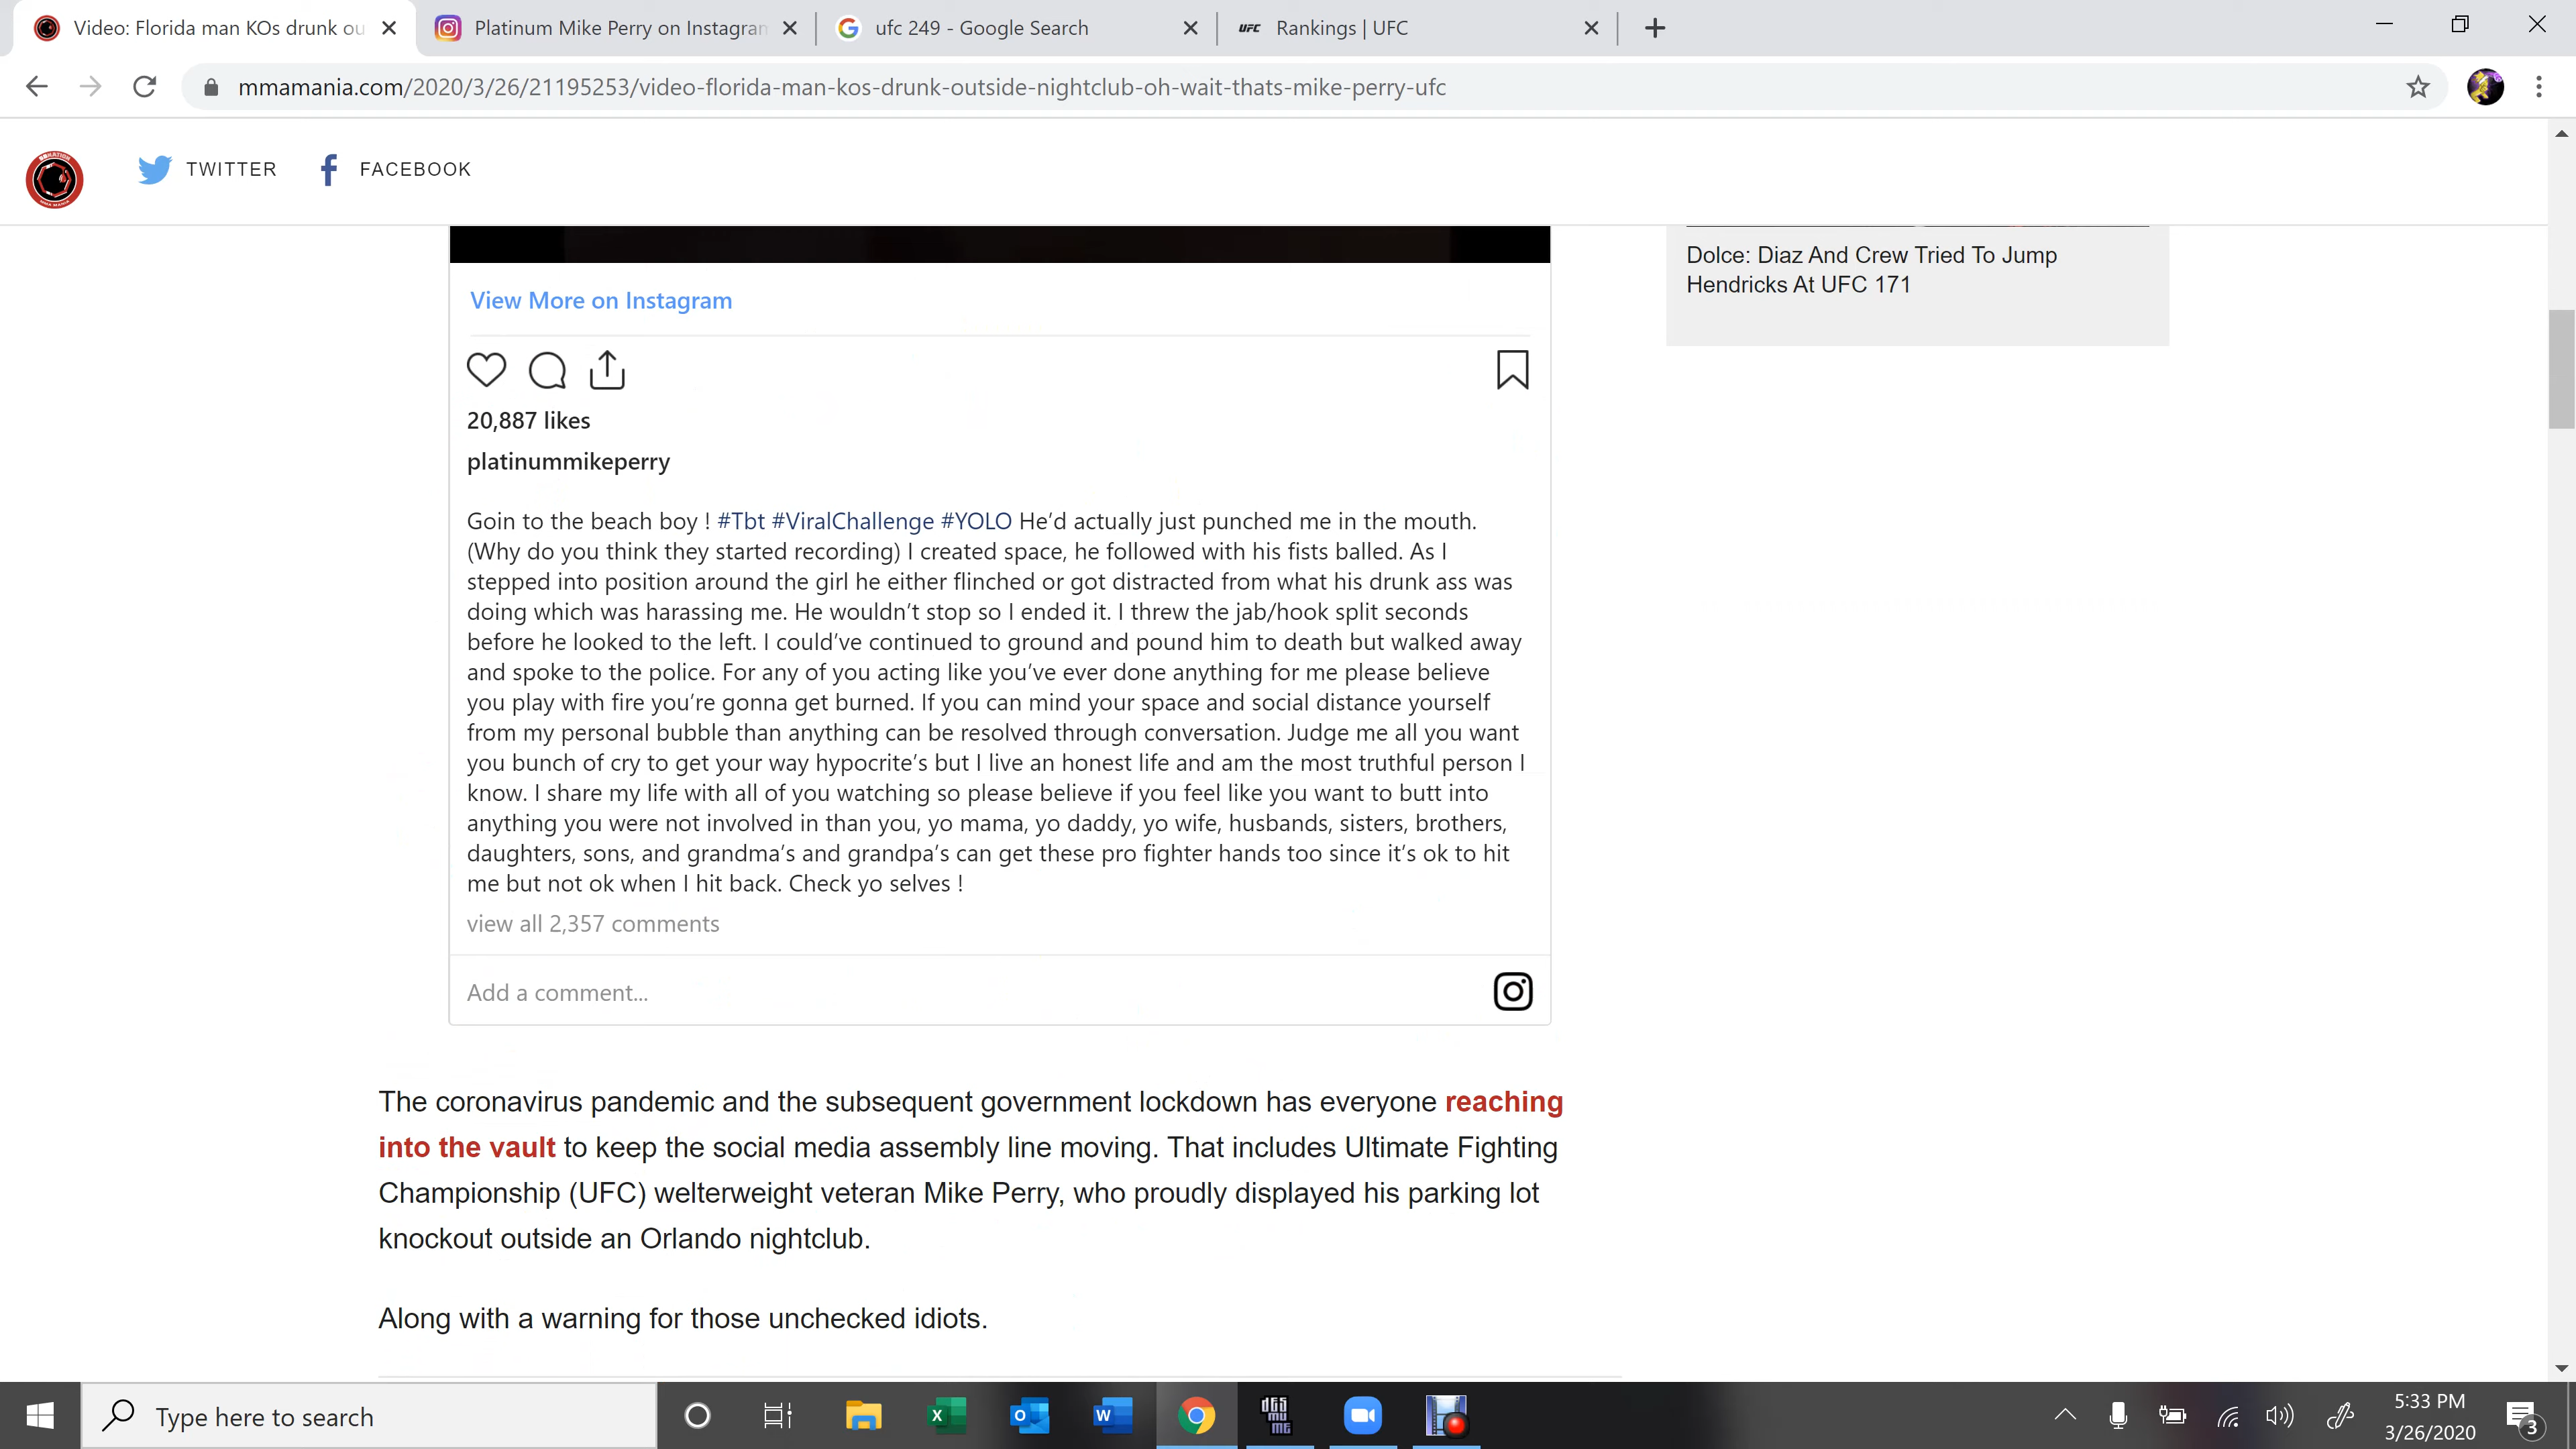 Video: Florida man KOs drunk ou
Platinum Mike Perry on Instagram
ufc 249 - Google Search
UFC
Rankings | UFC
mmamania.com/2020/3/26/21195253/video-florida-man-kos-drunk-outside-nightclub-oh-wait-thats-mike-perry-ufc
TWITTER
FACEBOOK
Dolce: Diaz And Crew Tried To Jump
Hendricks At UFC 171
View More on Instagram
20,887 likes
platinummikeperry
Goin to the beach boy ! #Tbt #ViralChallenge #YOLO He’d actually just punched me in the mouth.
(Why do you think they started recording) I created space, he followed with his fists balled. As I
stepped into position around the girl he either flinched or got distracted from what his drunk ass was
doing which was harassing me. He wouldn’t stop so I ended it. I threw the jab/hook split seconds
before he looked to the left. I could’ve continued to ground and pound him to death but walked away
and spoke to the police. For any of you acting like you’ve ever done anything for me please believe
you play with fire you’re gonna get burned. If you can mind your space and social distance yourself
from my personal bubble than anything can be resolved through conversation. Judge me all you want
you bunch of cry to get your way hypocrite’s but I live an honest life and am the most truthful person I
know. I share my life with all of you watching so please believe if you feel like you want to butt into
anything you were not involved in than you, yo mama, yo daddy, yo wife, husbands, sisters, brothers,
daughters, sons, and grandma’s and grandpa’s can get these pro fighter hands too since it’s ok to hit
me but not ok when I hit back. Check yo selves !
view all 2,357 comments
Add a comment...
The coronavirus pandemic and the subsequent government lockdown has everyone reaching
into the vault to keep the social media assembly line moving. That includes Ultimate Fighting
Championship (UFC) welterweight veteran Mike Perry, who proudly displayed his parking lot
knockout outside an Orlando nightclub.
Along with a warning for those unchecked idiots.
Type here to search
5:33 PM
3/26/2020
3